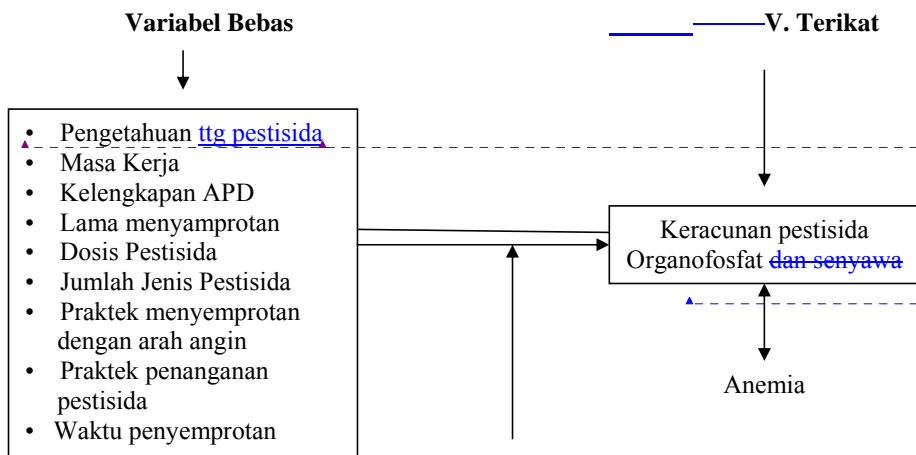 Variabel Bebas
V. Terikat
• Pengetahuan ttg pestisida
• Masa Kerja
• Kelengkapan APD
• Lama menyamprotan
• Dosis Pestisida
• Jumlah Jenis Pestisida
• Praktek menyemprotan
dengan arah angin
• Praktek penanganan
pestisida
• Waktu penyemprotan
Keracunan pestisida
Organofosfat dan senyawa
Anemia